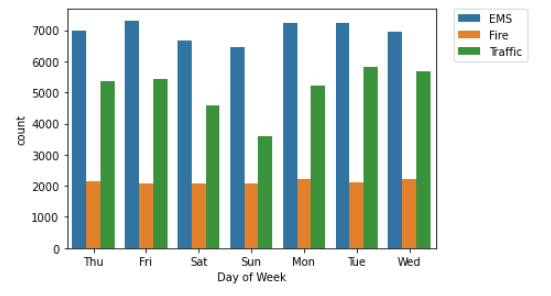 7000
6000
5000
4000
3000
2000
1000
0
count
Thu Fri Sat Sun Mon Tue Wed
Day of Week
EMS
Fire
Traffic